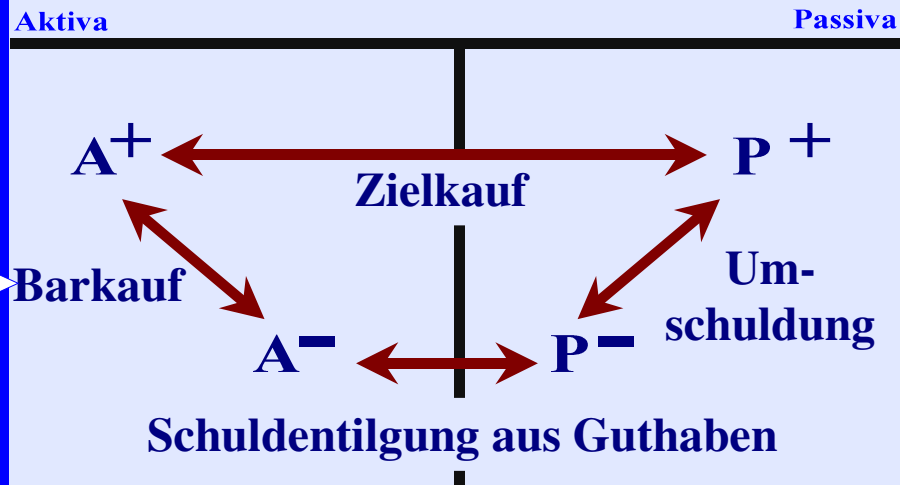 Aktiva
Passiva
A+
P +
Zielkauf
Barkauf
Um-
schuldung
A−
P−
Schuldentilgung aus Guthaben